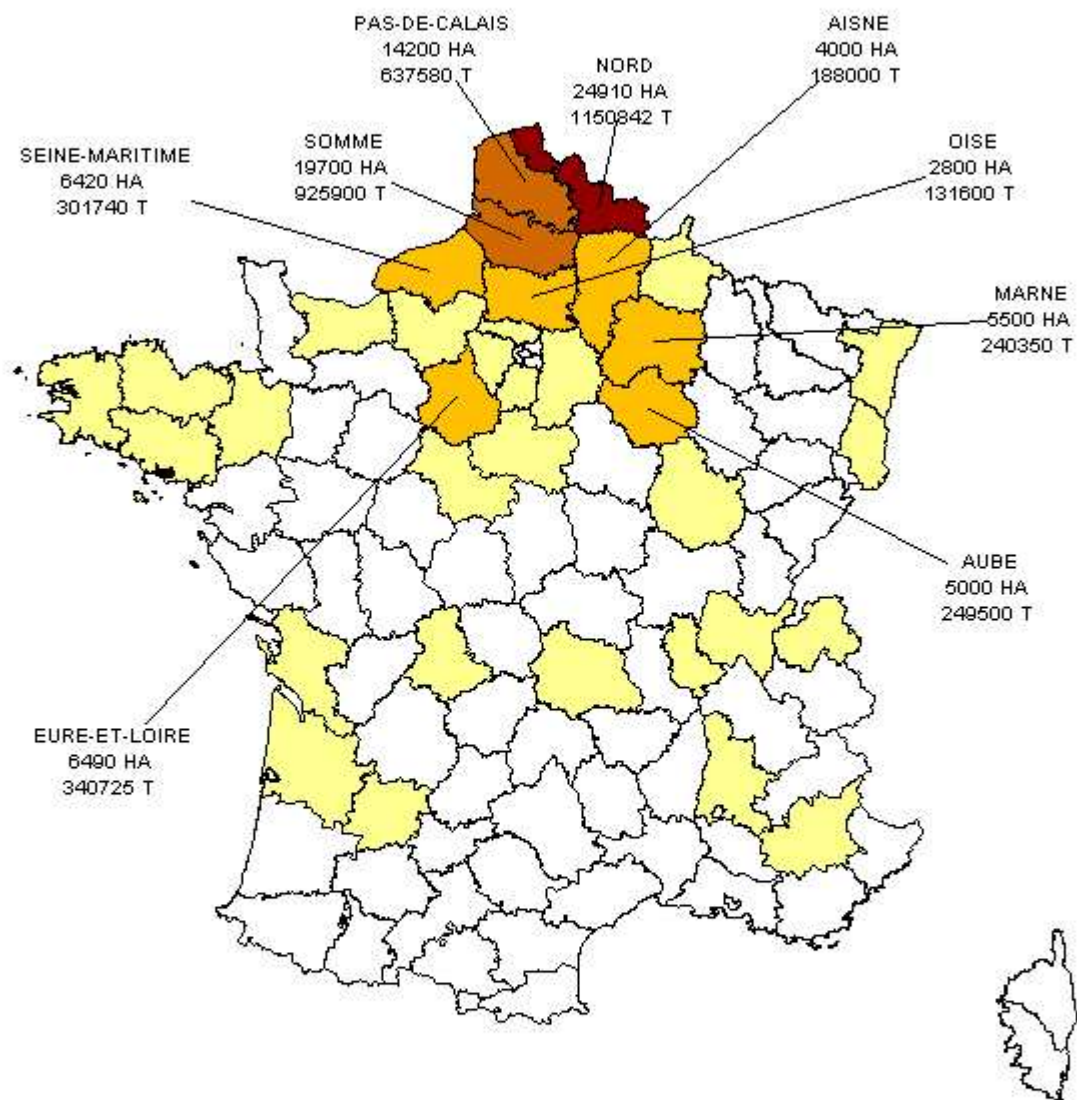 PAS-DE-CALAIS
14200 HA
637580 T
AISNE
4000 HA
188000 T
NORD
24910 HA
1150842 T
SEINE-MARITIME
6420 HA
301740 T
SOMME
19700 HA
925900 T
OISE
2800 HA
131600 T
MARNE
5500 HA
240350 T
AUBE
5000 HA
249500 T
EURE-ET-LOIRE
6490 HA
340725 T